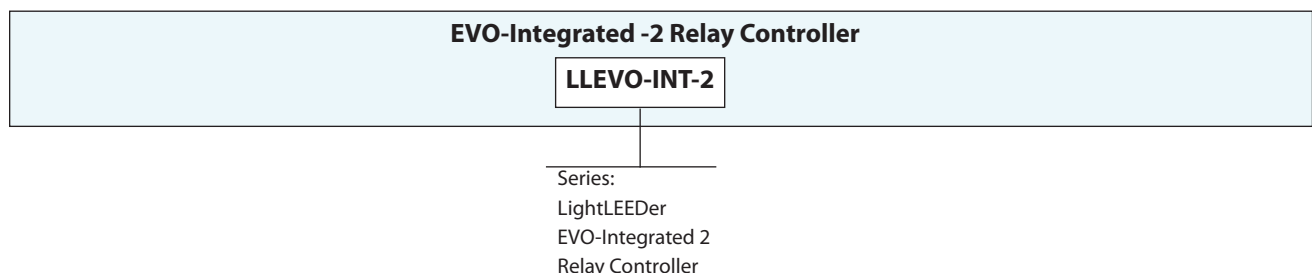 EVO-Integrated -2 Relay Controller
LLEVO-INT-2
Series:
LightLEEDer
EVO-Integrated 2
Relay Controller